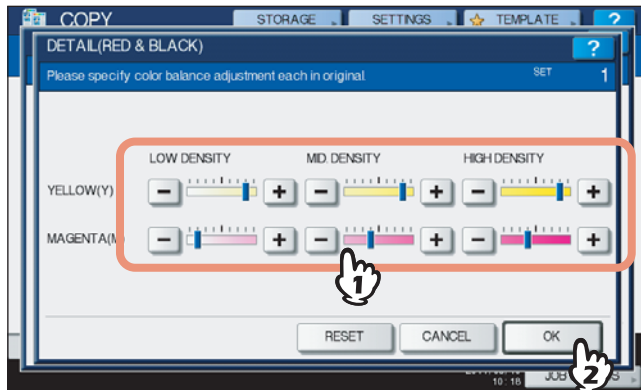 COPY STORAGE SETTINGS TEMPLATE ?
DETAIL(RED & BLACK) ?
Please specify color balance adjustment each in original. SET 1
LOW DENSITY MID. DENSITY HIGH DENSITY
YELLOW(Y) - + - + - +
MAGENTA(M) - + - + - +
1
RESET CANCEL OK
2
10:18 JOB